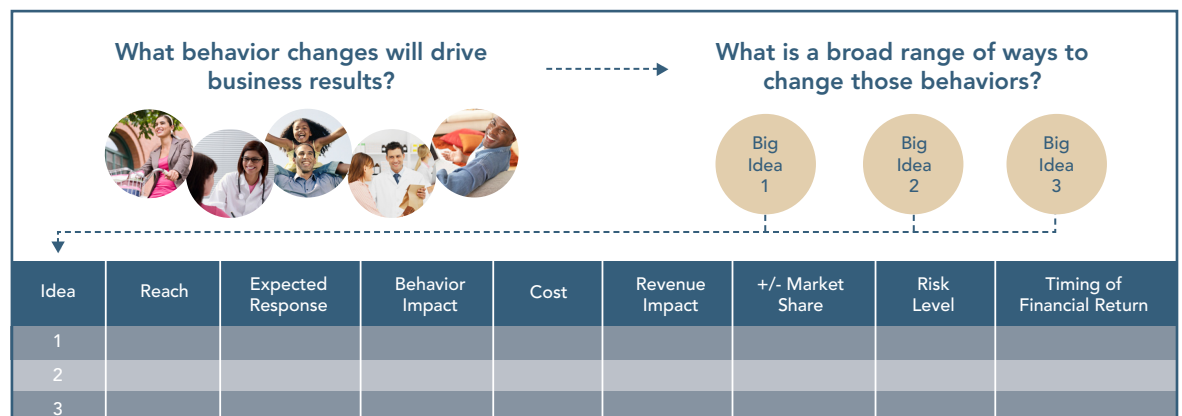 What behavior changes will drive
business results?
What is a broad range of ways to
change those behaviors?
Big
Idea
1
Big
Idea
2
Big
Idea
3
Idea
Reach
Expected
Response
Behavior
Impact
Cost
Revenue
Impact
+/- Market
Share
Risk
Level
Timing of
Financial Return
1
2
3